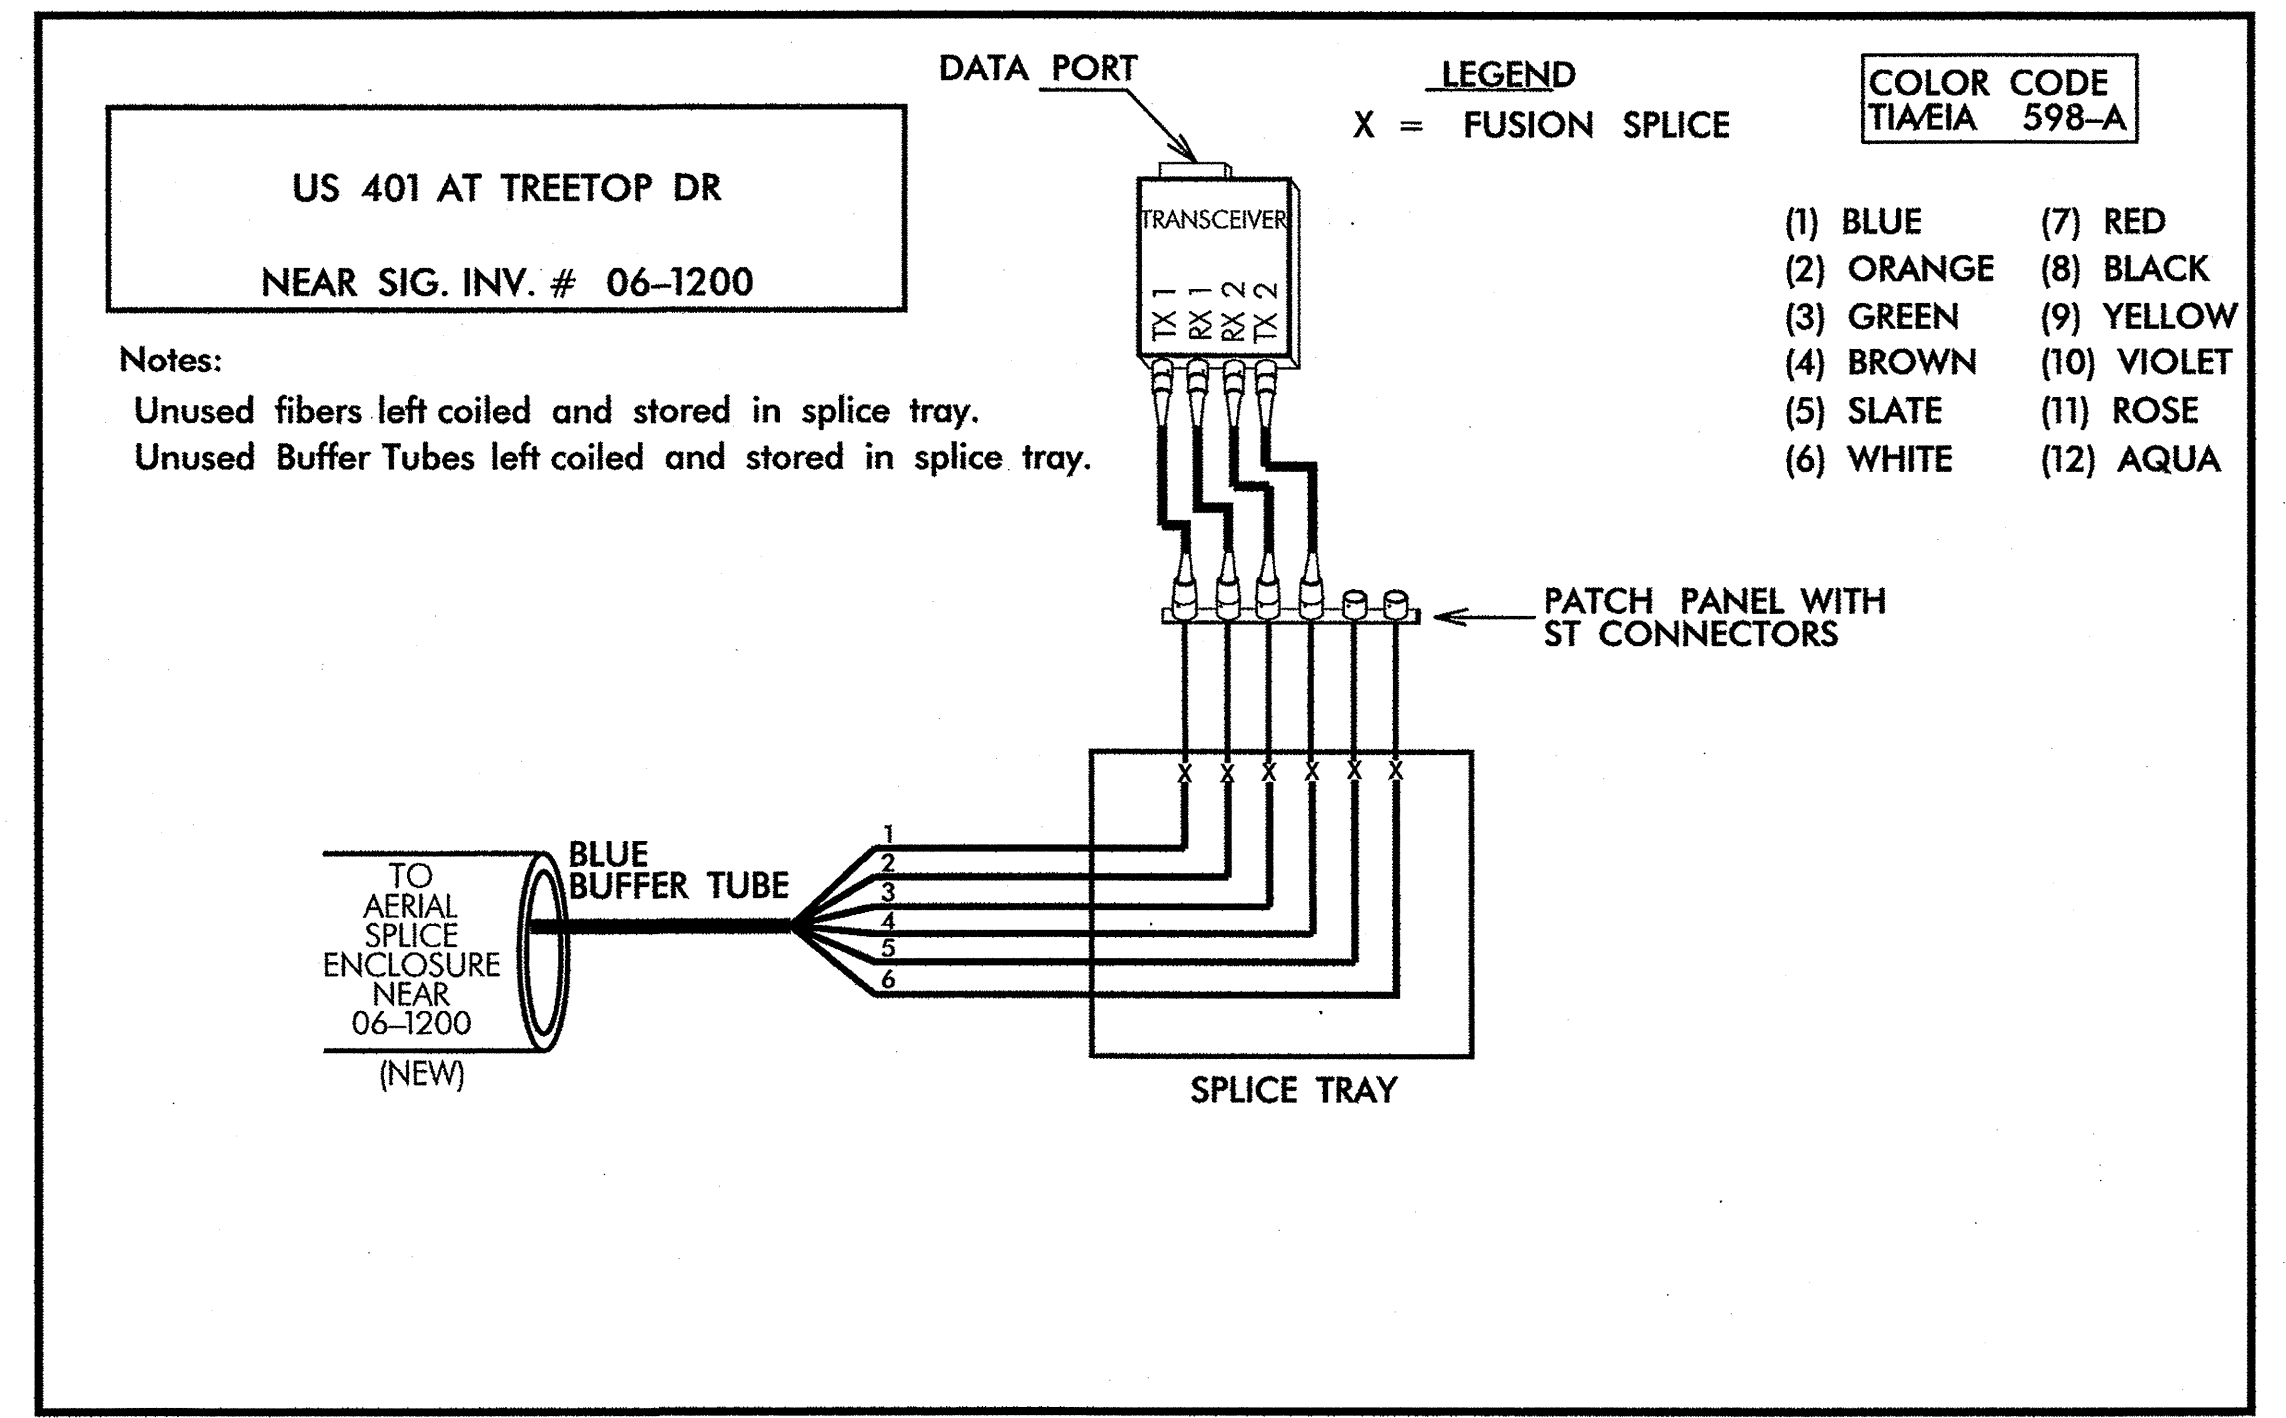 DATA PORT
LEGEND
X = FUSION SPLICE
COLOR CODE
TIA/EIA 598-A
US 401 AT TREETOP DR
NEAR SIG. INV. # 06-1200
Notes:
Unused fibers left coiled and stored in splice tray.
Unused Buffer Tubes left coiled and stored in splice tray.
TRANSCEIVER
TX 1
RX 1
RX 2
TX 2
(1) BLUE
(2) ORANGE
(3) GREEN
(4) BROWN
(5) SLATE
(6) WHITE
(7) RED
(8) BLACK
(9) YELLOW
(10) VIOLET
(11) ROSE
(12) AQUA
PATCH PANEL WITH
ST CONNECTORS
X X X X X X
BLUE
BUFFER TUBE
1
2
3
4
5
6
TO
AERIAL
SPLICE
ENCLOSURE
NEAR
06-1200
(NEW)
SPLICE TRAY